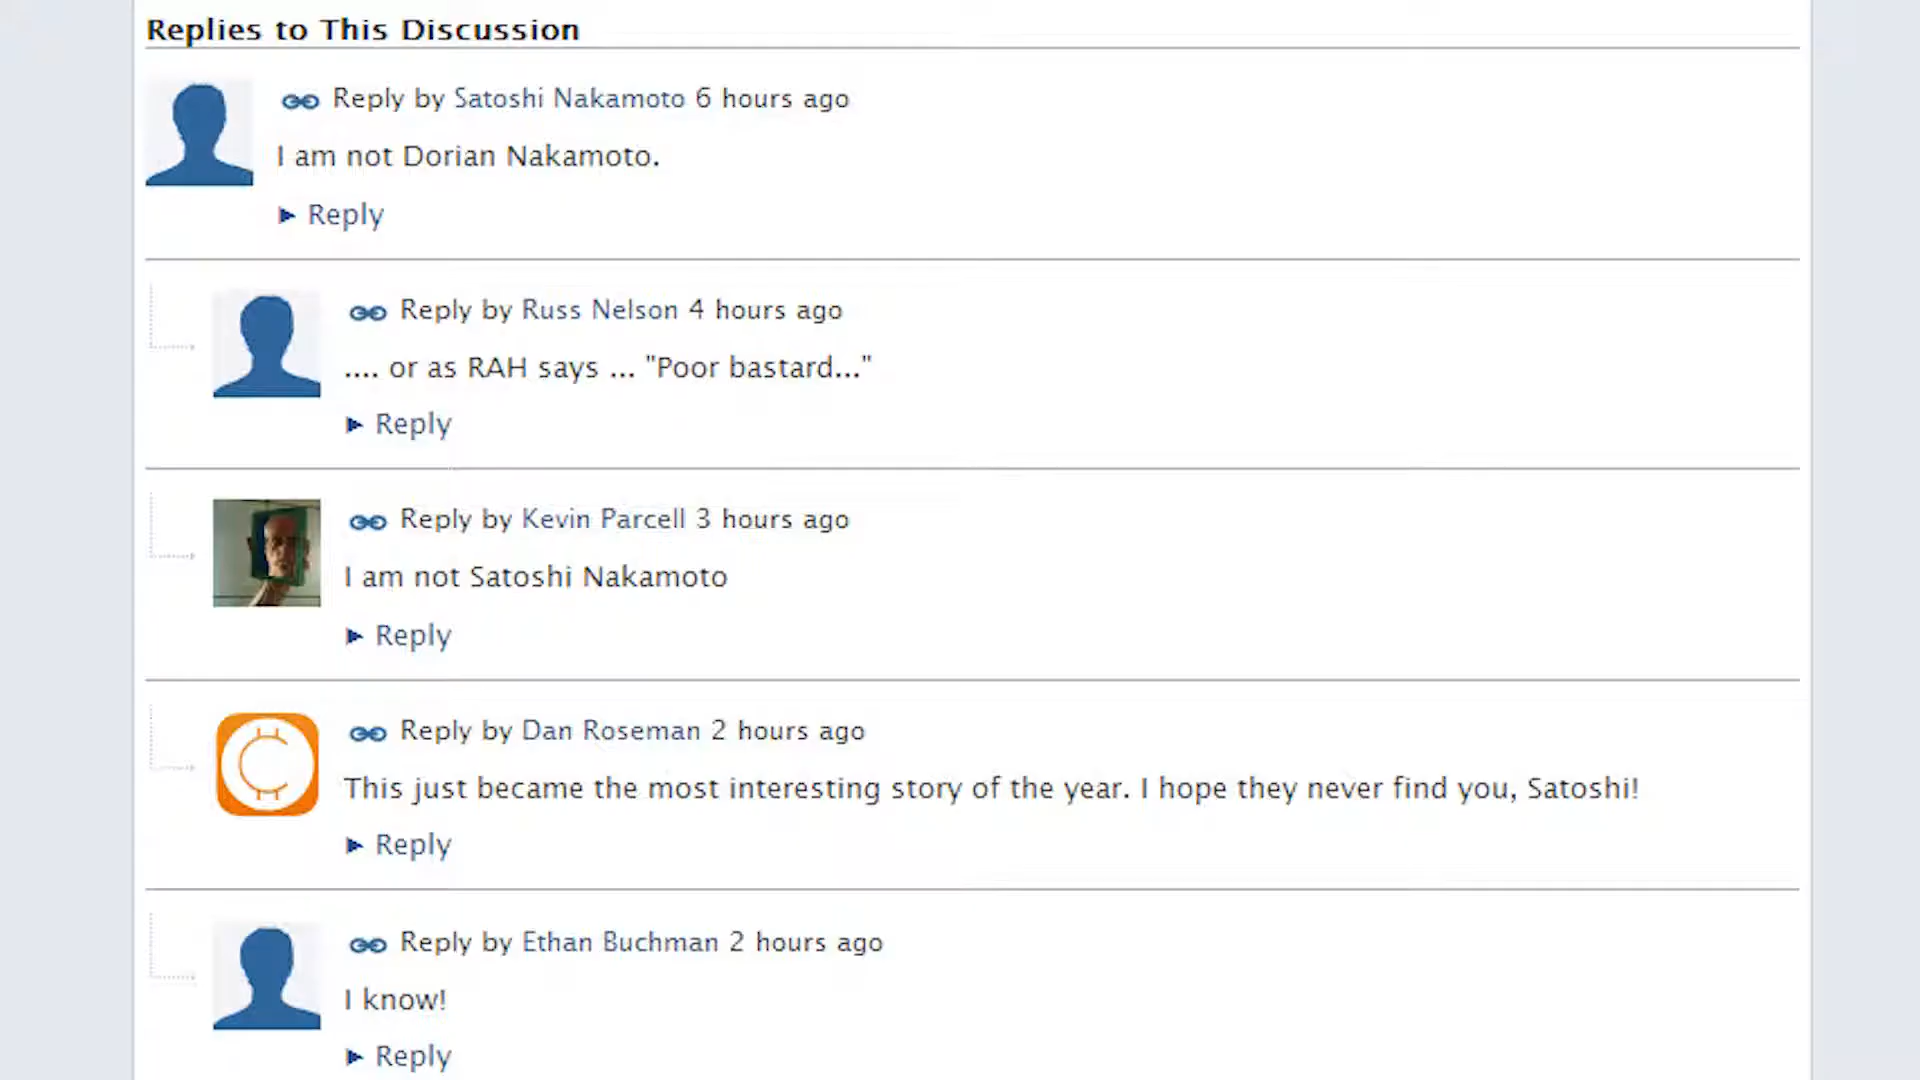 Replies to This Discussion
Reply by Satoshi Nakamoto 6 hours ago
I am not Dorian Nakamoto.
Reply
Reply by Russ Nelson 4 hours ago
.... or as RAH says ... "Poor bastard..."
Reply
Reply by Kevin Parcell 3 hours ago
I am not Satoshi Nakamoto
Reply
Reply by Dan Roseman 2 hours ago
This just became the most interesting story of the year. I hope they never find you, Satoshi!
Reply
Reply by Ethan Buchman 2 hours ago
I know!
Reply